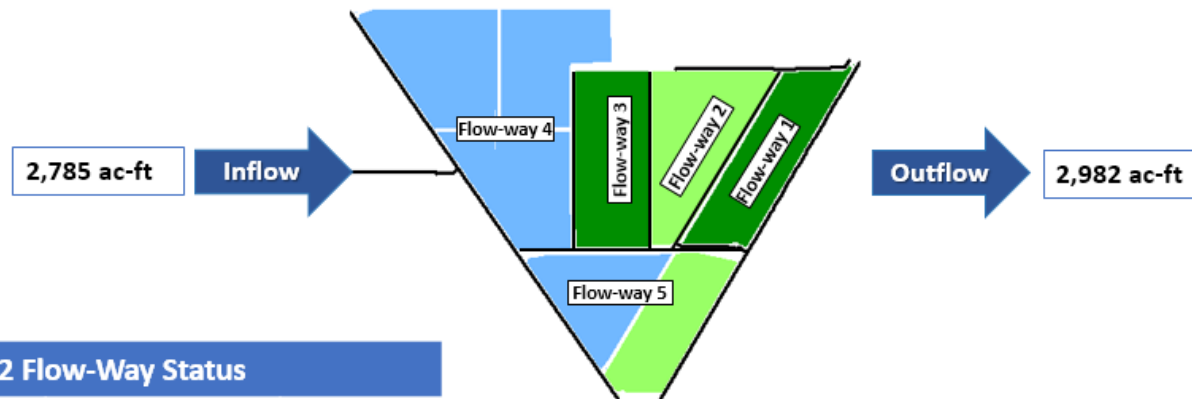 Flow-way 4
Flow-way 3
Flow-way 2
Flow-way 1
2,785 ac-ft
Inflow
Outflow
2,982 ac-ft
Flow-way 5
2 Flow-Way Status